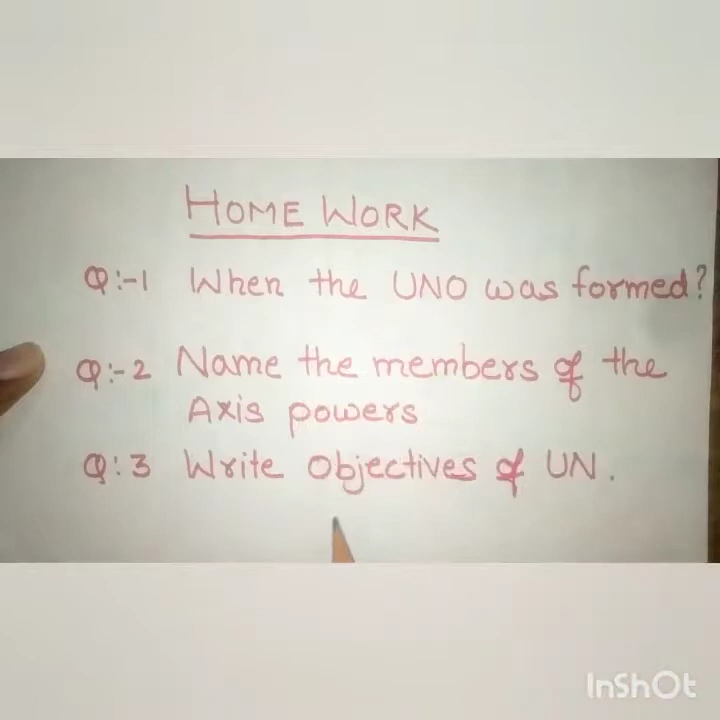 HOME WORK
Q:-1 When the UNO was formed?
Q:-2 Name the members of the
Axis powers
Q:3 Write Objectives of UN.
InShOt